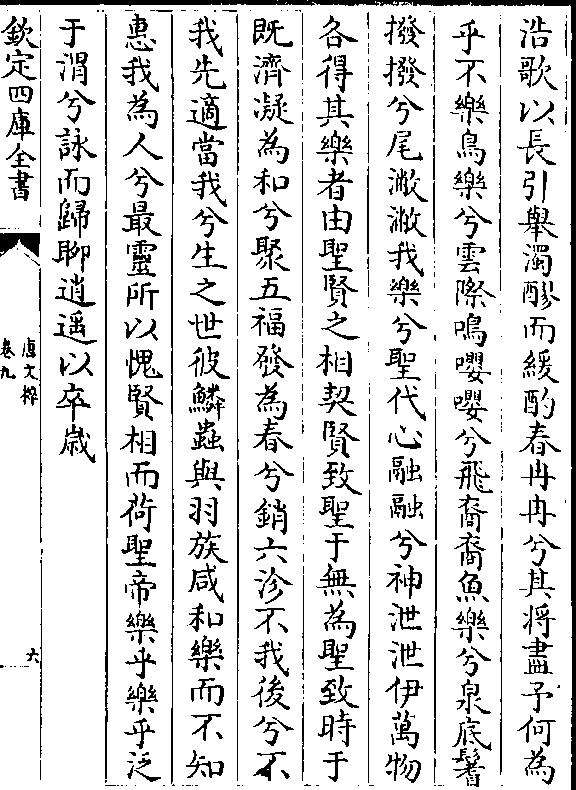 浩歌以長引舉濁醪而緩酌春冉冉兮其將盡予何為
乎不樂鳥樂兮雲際鳴嚶嚶兮飛裔裔魚樂兮泉底鬐
撥撥兮尾潎潎我樂兮聖代心融融兮神泄泄伊萬物
各得其樂者由聖賢之相契賢致聖于無為聖致時于
既濟凝為和兮聚五福發為春兮銷六沴不我後兮不
我先適當我兮生之世彼鱗蟲與羽族咸和樂而不知
惠我為人兮最靈所以愧賢相而荷聖帝樂乎樂乎泛
于渭兮詠而歸聊逍遥以卒歲
欽定四庫全書
唐文粹
卷九
六